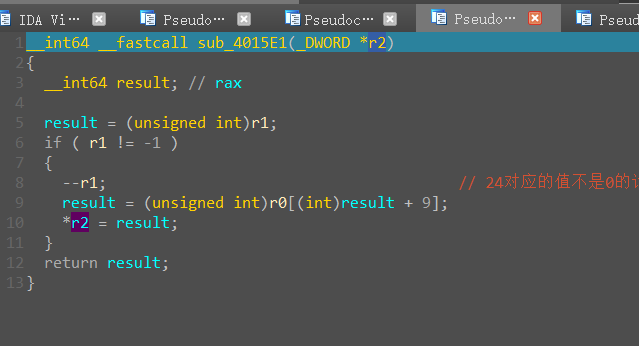 IDA Vi···
Pseudo···
Pseudoc···
Pseudo···
Pseudo
1 __int64 __fastcall sub_4015E1(_DWORD *r2)
2 {
3 __int64 result; // rax
4
5 result = (unsigned int)r1;
6 if ( r1 != -1 )
7 {
8 --r1; // 24对应的值不是0的
9 result = (unsigned int)r0[(int)result + 9];
10 *r2 = result;
11 }
12 return result;
13 }